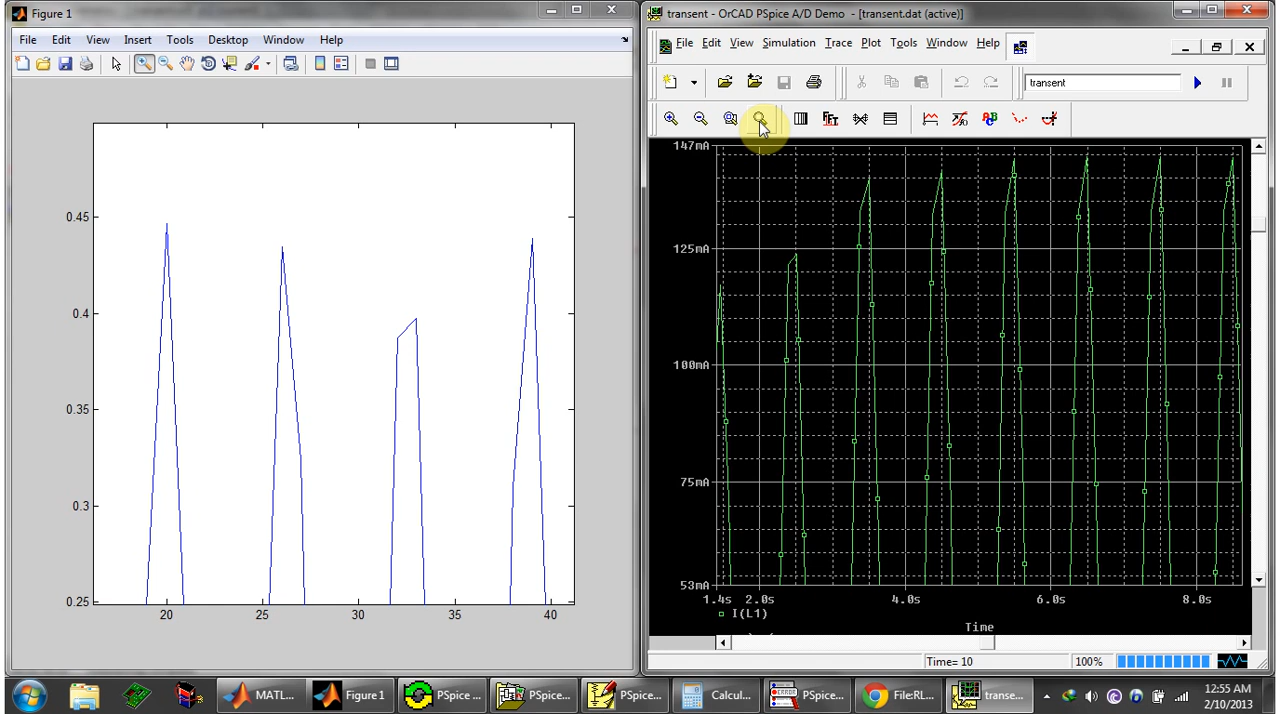 Figure 1
File Edit View Insert Tools Desktop Window Help
0.45
0.4
0.35
0.3
0.25
20 25 30 35 40
transent - OrCAD PSpice A/D Demo - [transent.dat (active)]
File Edit View Simulation Trace Plot Tools Window Help
transent
FFT
147mA
125mA
100mA
75mA
53mA
1.4s 2.0s 4.0s 6.0s 8.0s
I(L1)
Time
Time= 10 100%
MATL... Figure 1 PSpice ... PSpice... PSpice... Calcul... PSpice... File:RL... transe...
12:55 AM
2/10/2013